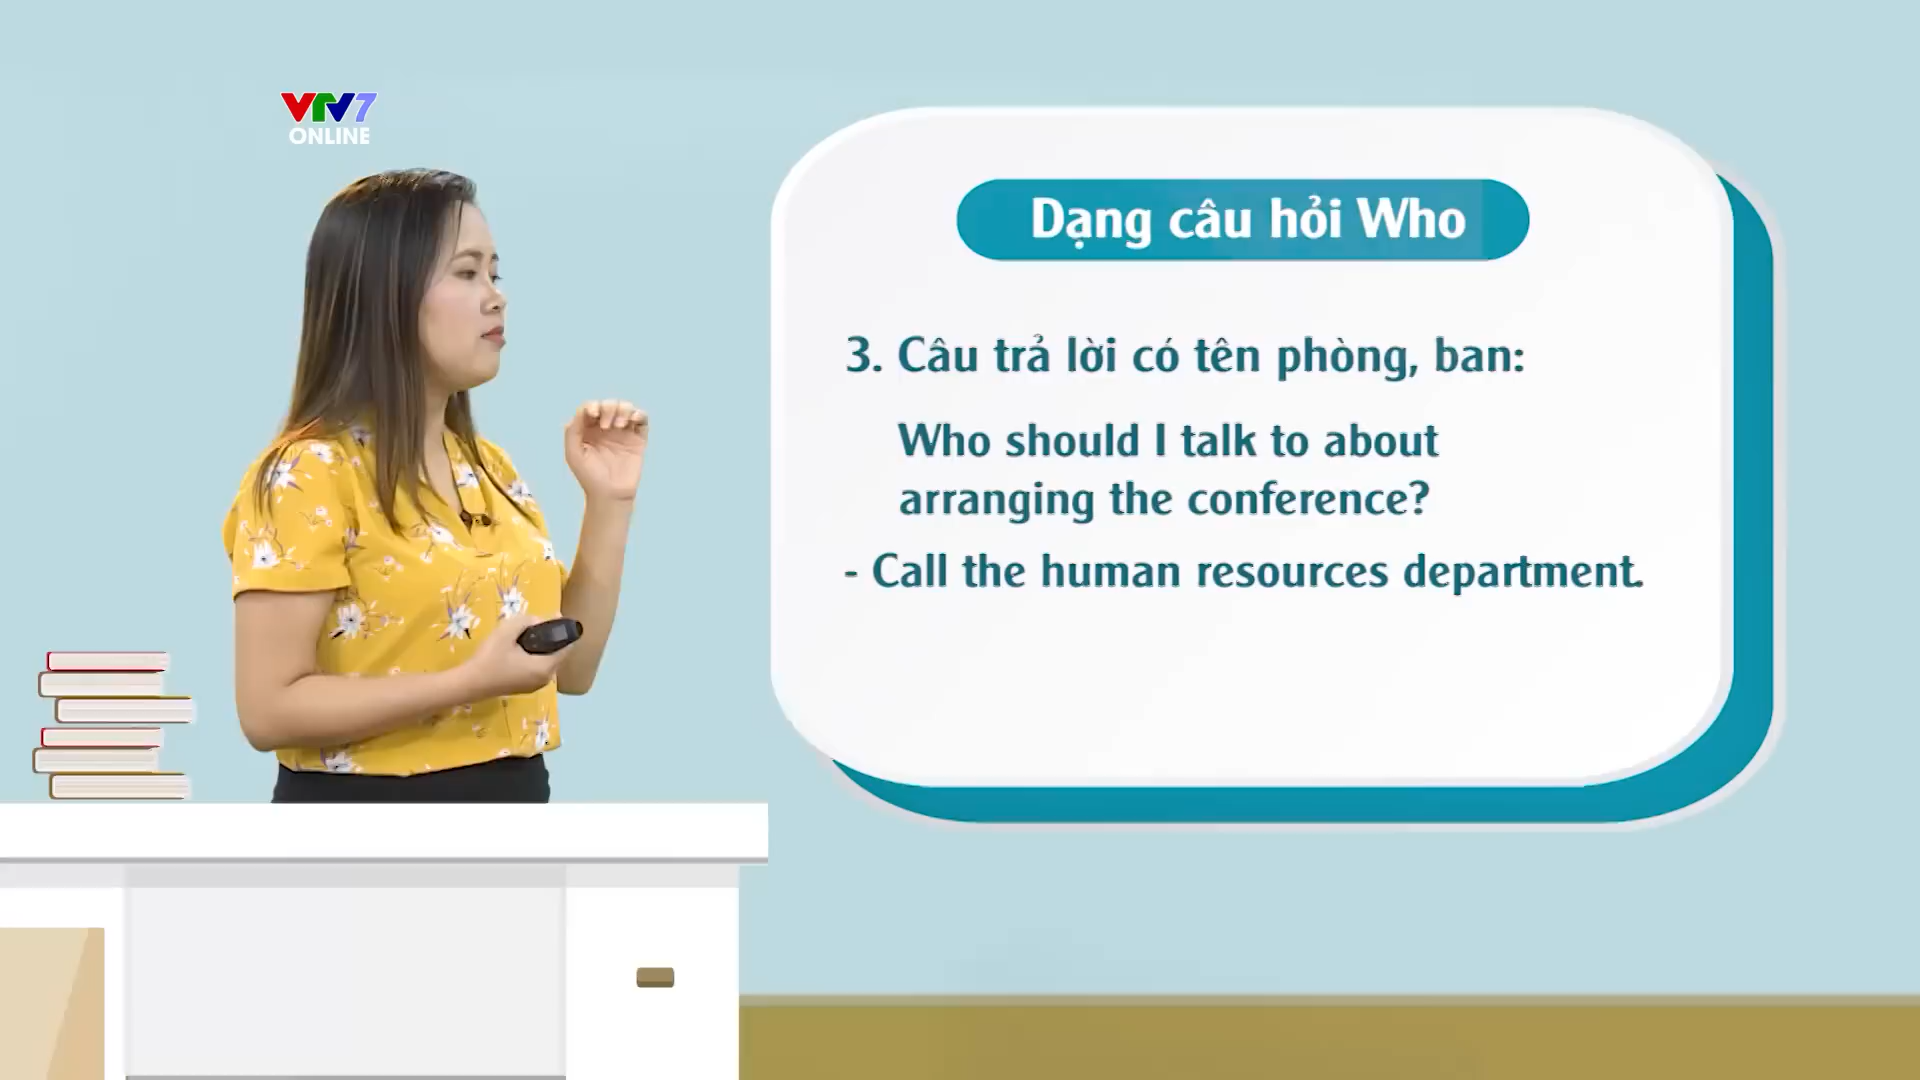 VTV7
ONLINE
Dạng câu hỏi Who
3. Câu trả lời có tên phòng, ban:
Who should I talk to about
arranging the conference?
- Call the human resources department.